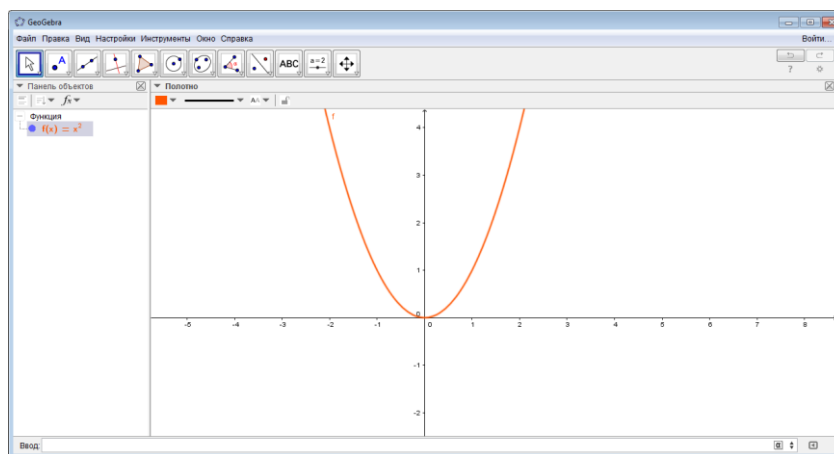 GeoGebra
Файл Правка Вид Настройки Инструменты Окно Справка Войти...
A ABC a=2
?
Панель объектов Полотно
fx AA
Функция
f(x) = x²
f
4
3
2
1
0
-5 -4 -3 -2 -1 0 1 2 3 4 5 6 7 8
-1
-2
Ввод: